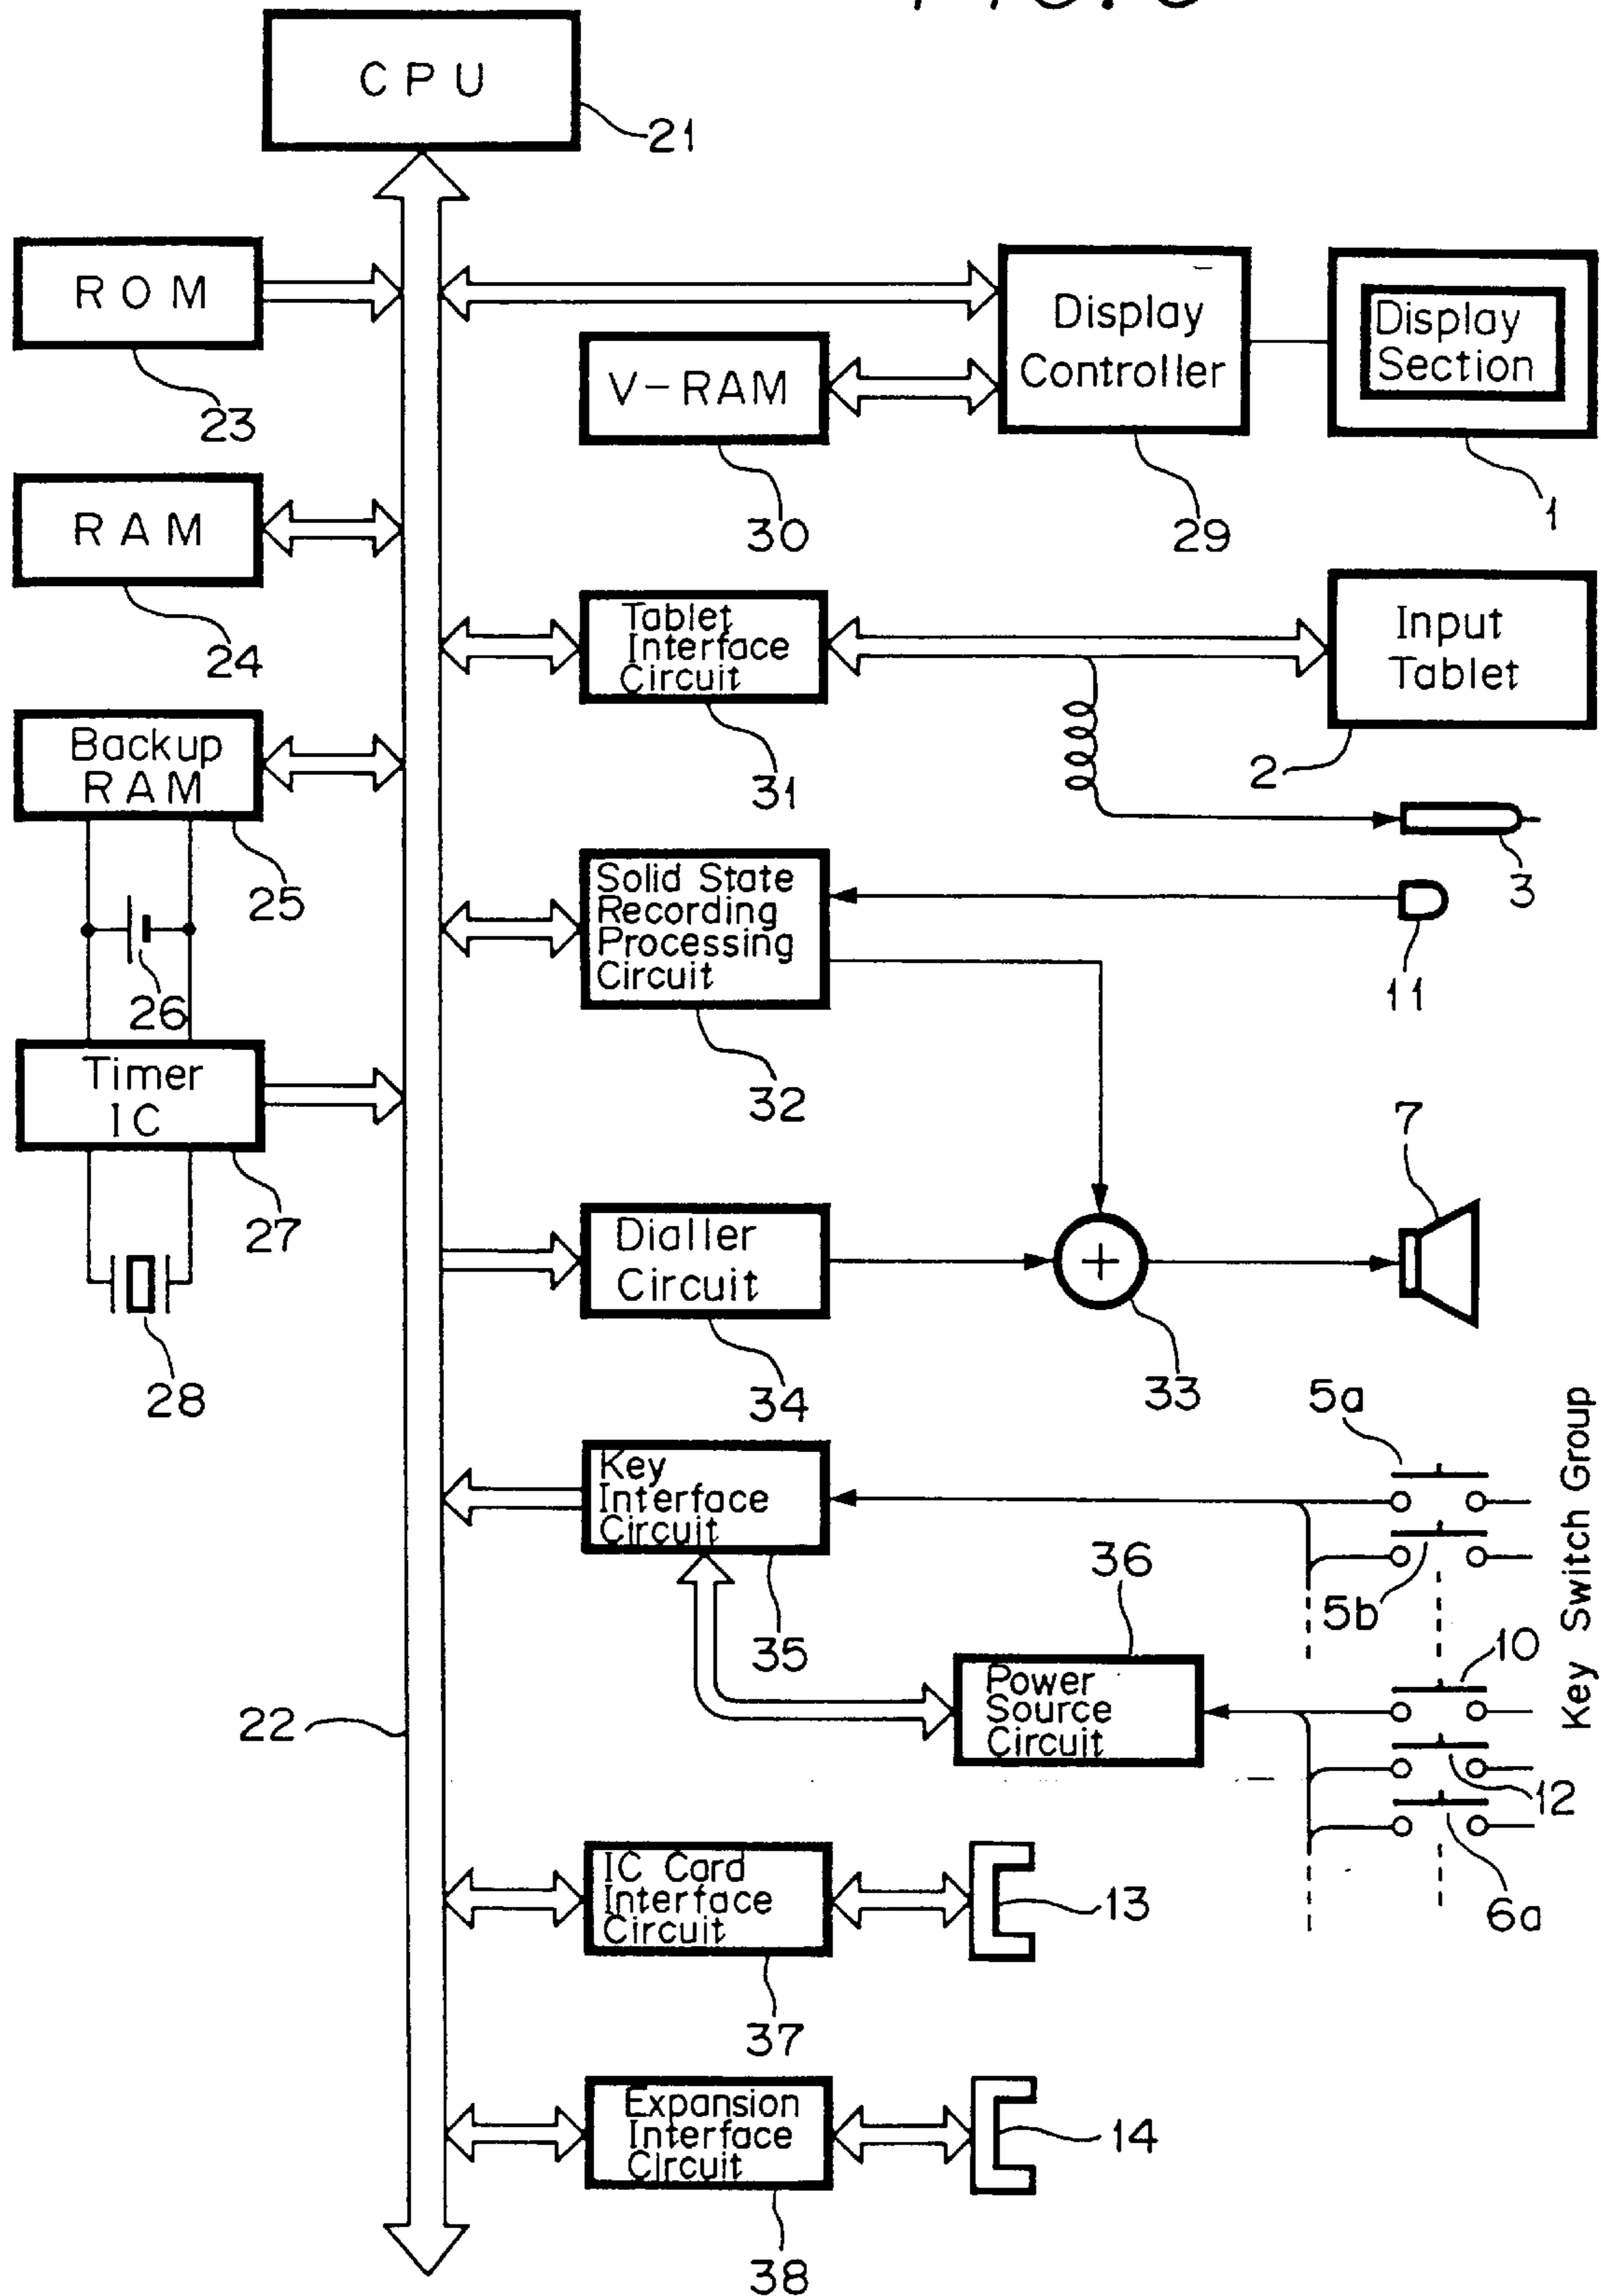 CPU
21
ROM
23
Display
Controller
29
Display
Section
1
V-RAM
30
RAM
24
Tablet
Interface
Circuit
31
Input
Tablet
2
3
Backup
RAM
25
26
Solid State
Recording
Processing
Circuit
32
11
Timer
IC
27
28
7
Dialler
Circuit
34
33
Key
Interface
Circuit
35
5a
5b
Key Switch Group
36
Power
Source
Circuit
10
12
6a
22
IC Card
Interface
Circuit
37
13
Expansion
Interface
Circuit
38
14